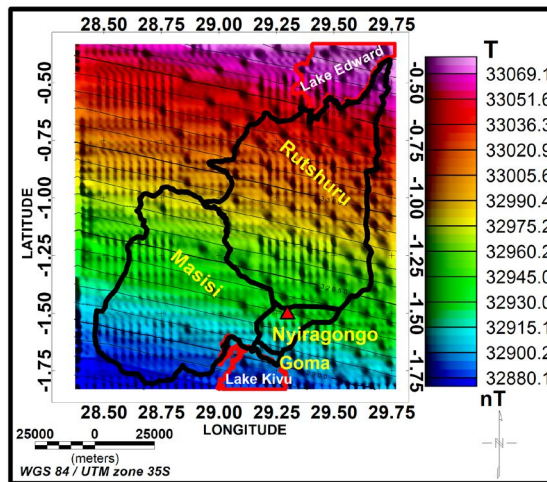 28.50 28.75 29.00 29.25 29.50 29.75
T
-0.50
-0.75
-1.00
-1.25
-1.50
-1.75
LATITUDE
Lake Edward
Rutshuru
Masisi
Nyiragongo
Goma
Lake Kivu
-0.50
-0.75
-1.00
-1.25
-1.50
-1.75
33069.1
33051.6
33036.3
33020.9
33005.6
32990.4
32975.2
32960.2
32945.0
32930.0
32915.1
32900.2
32880.1
nT
28.50 28.75 29.00 29.25 29.50 29.75
LONGITUDE
25000 0 25000
(meters)
WGS 84 / UTM zone 35S
N